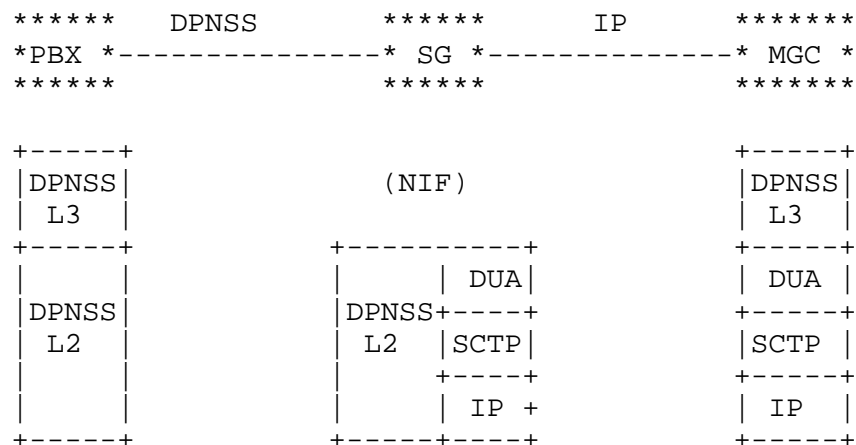 ****** DPNSS ****** IP *******
*PBX *---------------* SG *--------------* MGC *
****** ****** *******
+-----+ +-----+
|DPNSS| (NIF) |DPNSS|
| L3 | | L3 |
+-----+ +----------+ +-----+
| | | | DUA| | DUA |
|DPNSS| |DPNSS+----+ +-----+
| L2 | | L2 |SCTP| |SCTP |
| | | +----+ +-----+
| | | | IP + | IP |
+-----+ +-----+----+ +-----+